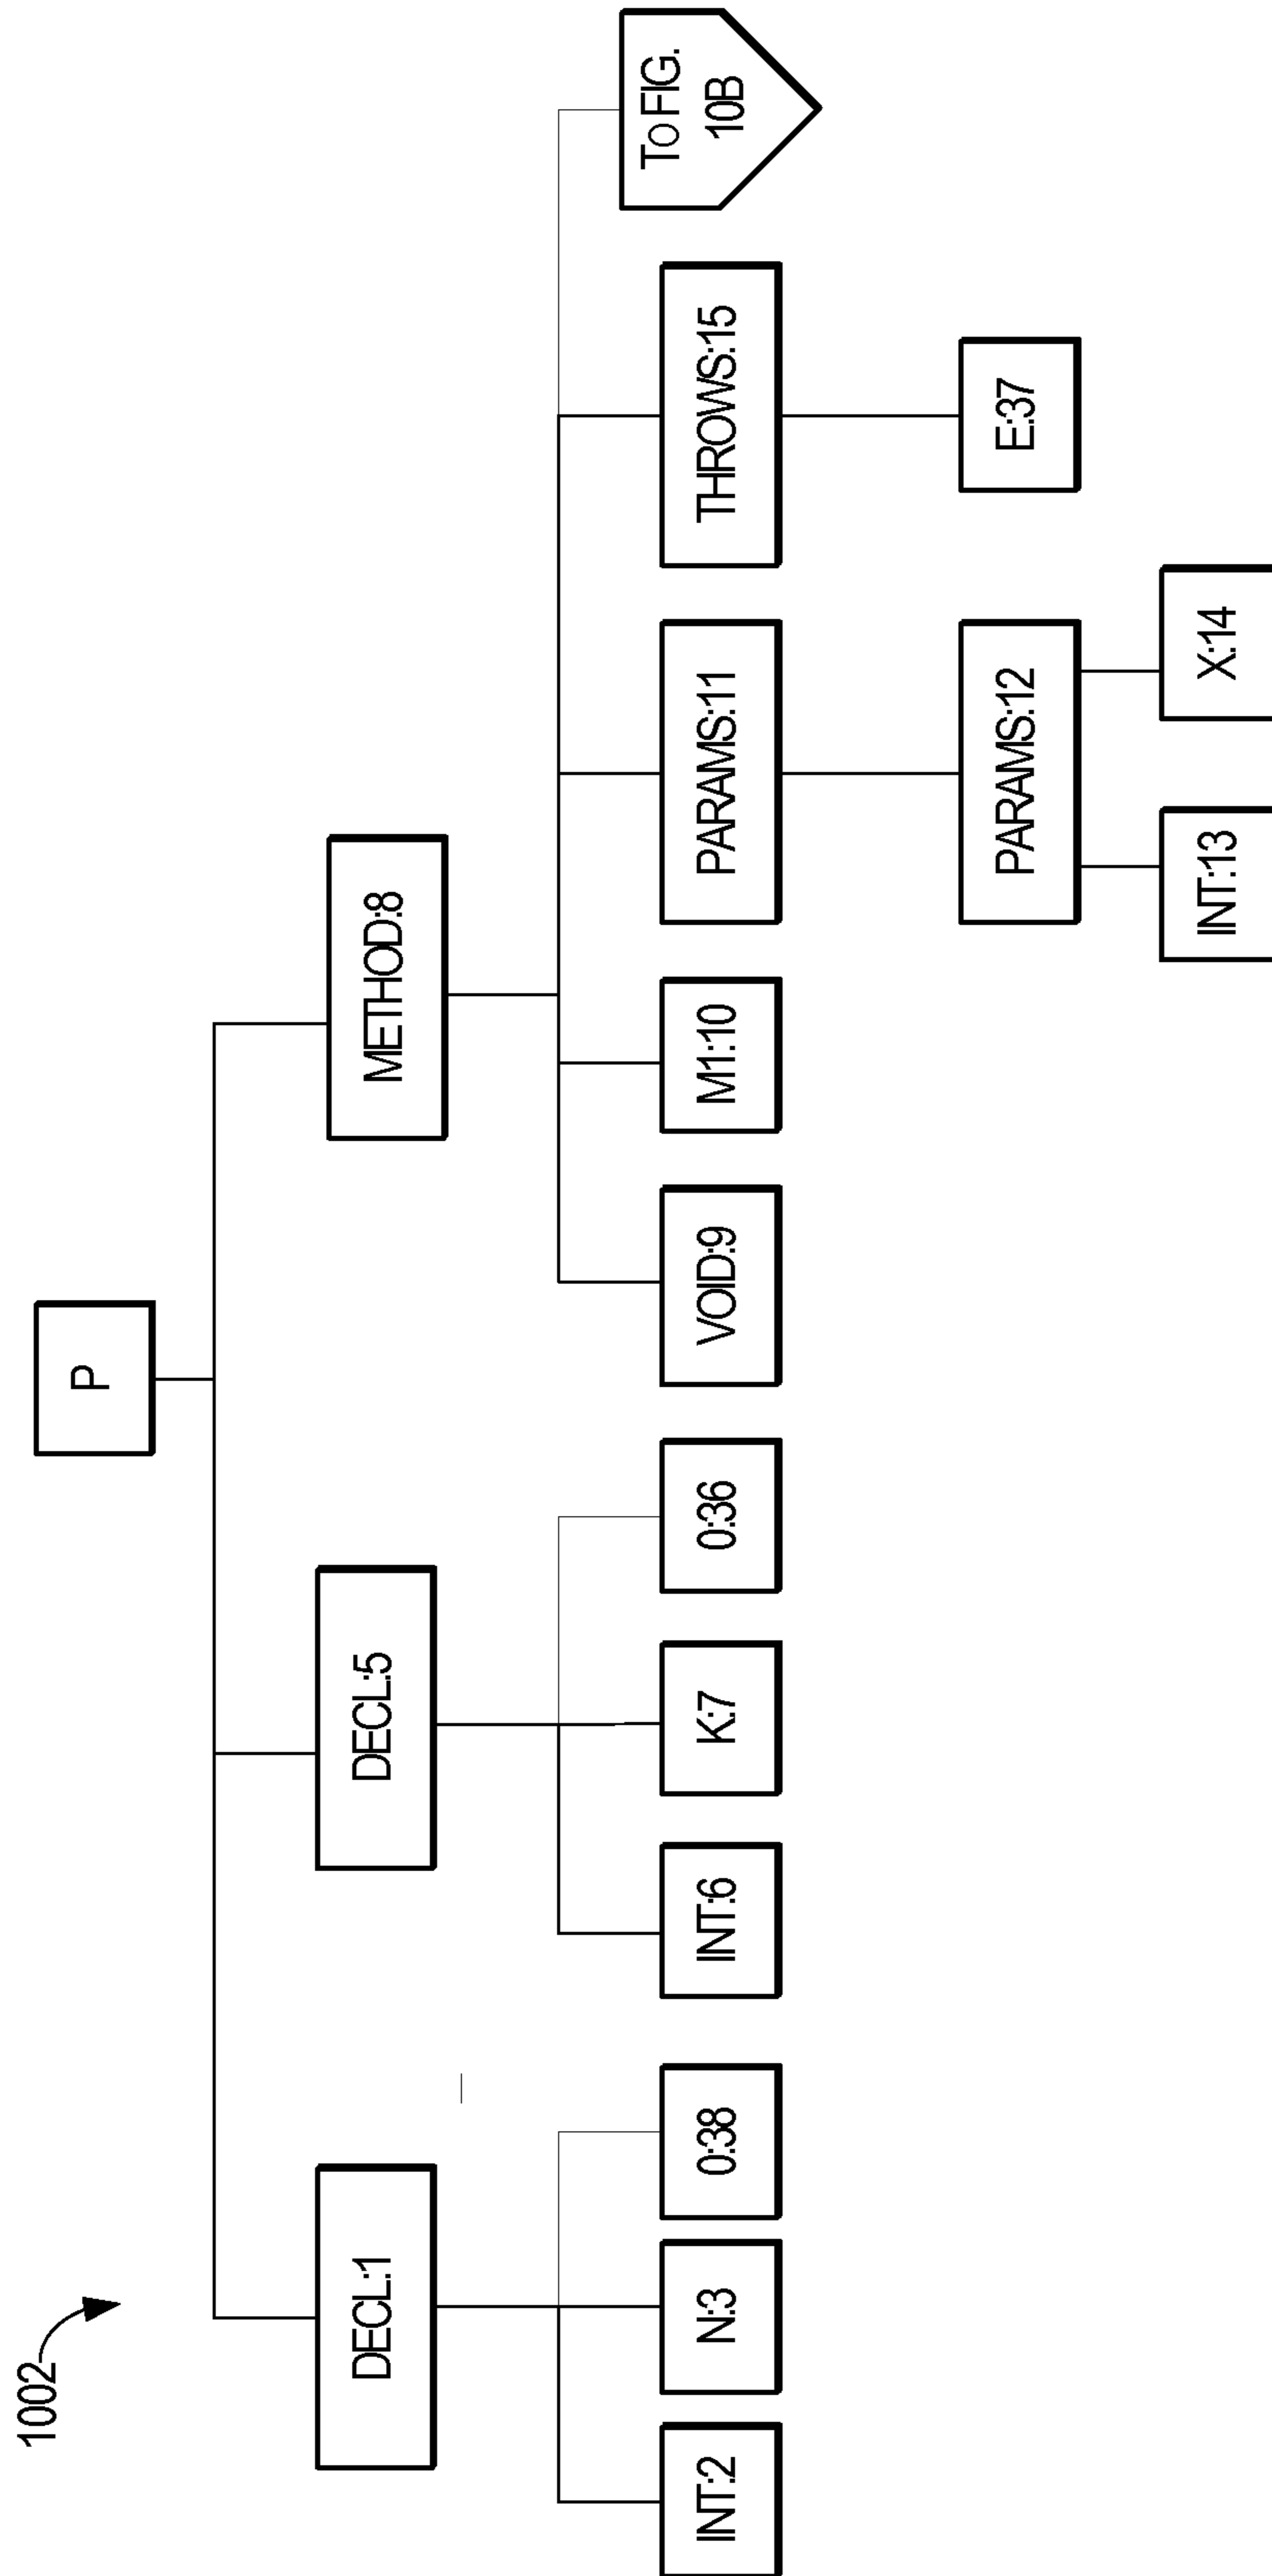 1002
P
DECL:1
DECL:5
METHOD:8
INT:2
N:3
0:38
INT:6
K:7
0:36
VOID:9
M1:10
PARAMS:11
THROWS:15
TO FIG.
10B
PARAMS:12
E:37
INT:13
X:14